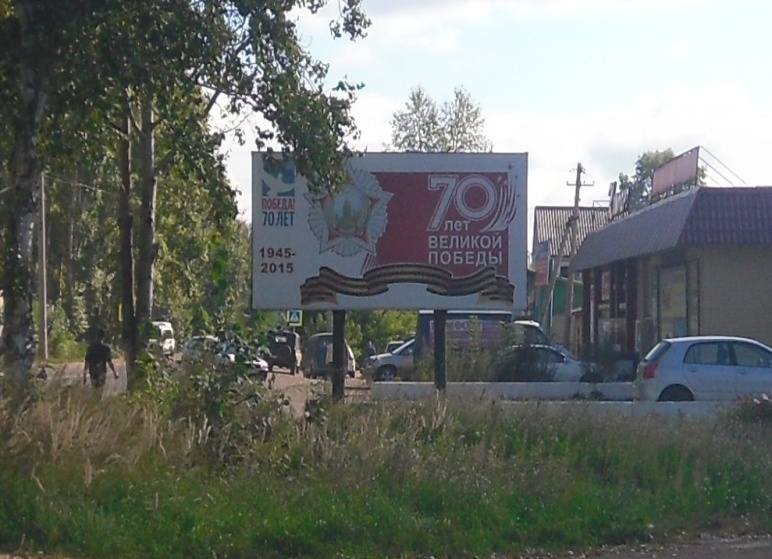 ПОБЕДА!
70 ЛЕТ
1945-
2015
70
лет
ВЕЛИКОЙ
ПОБЕДЫ